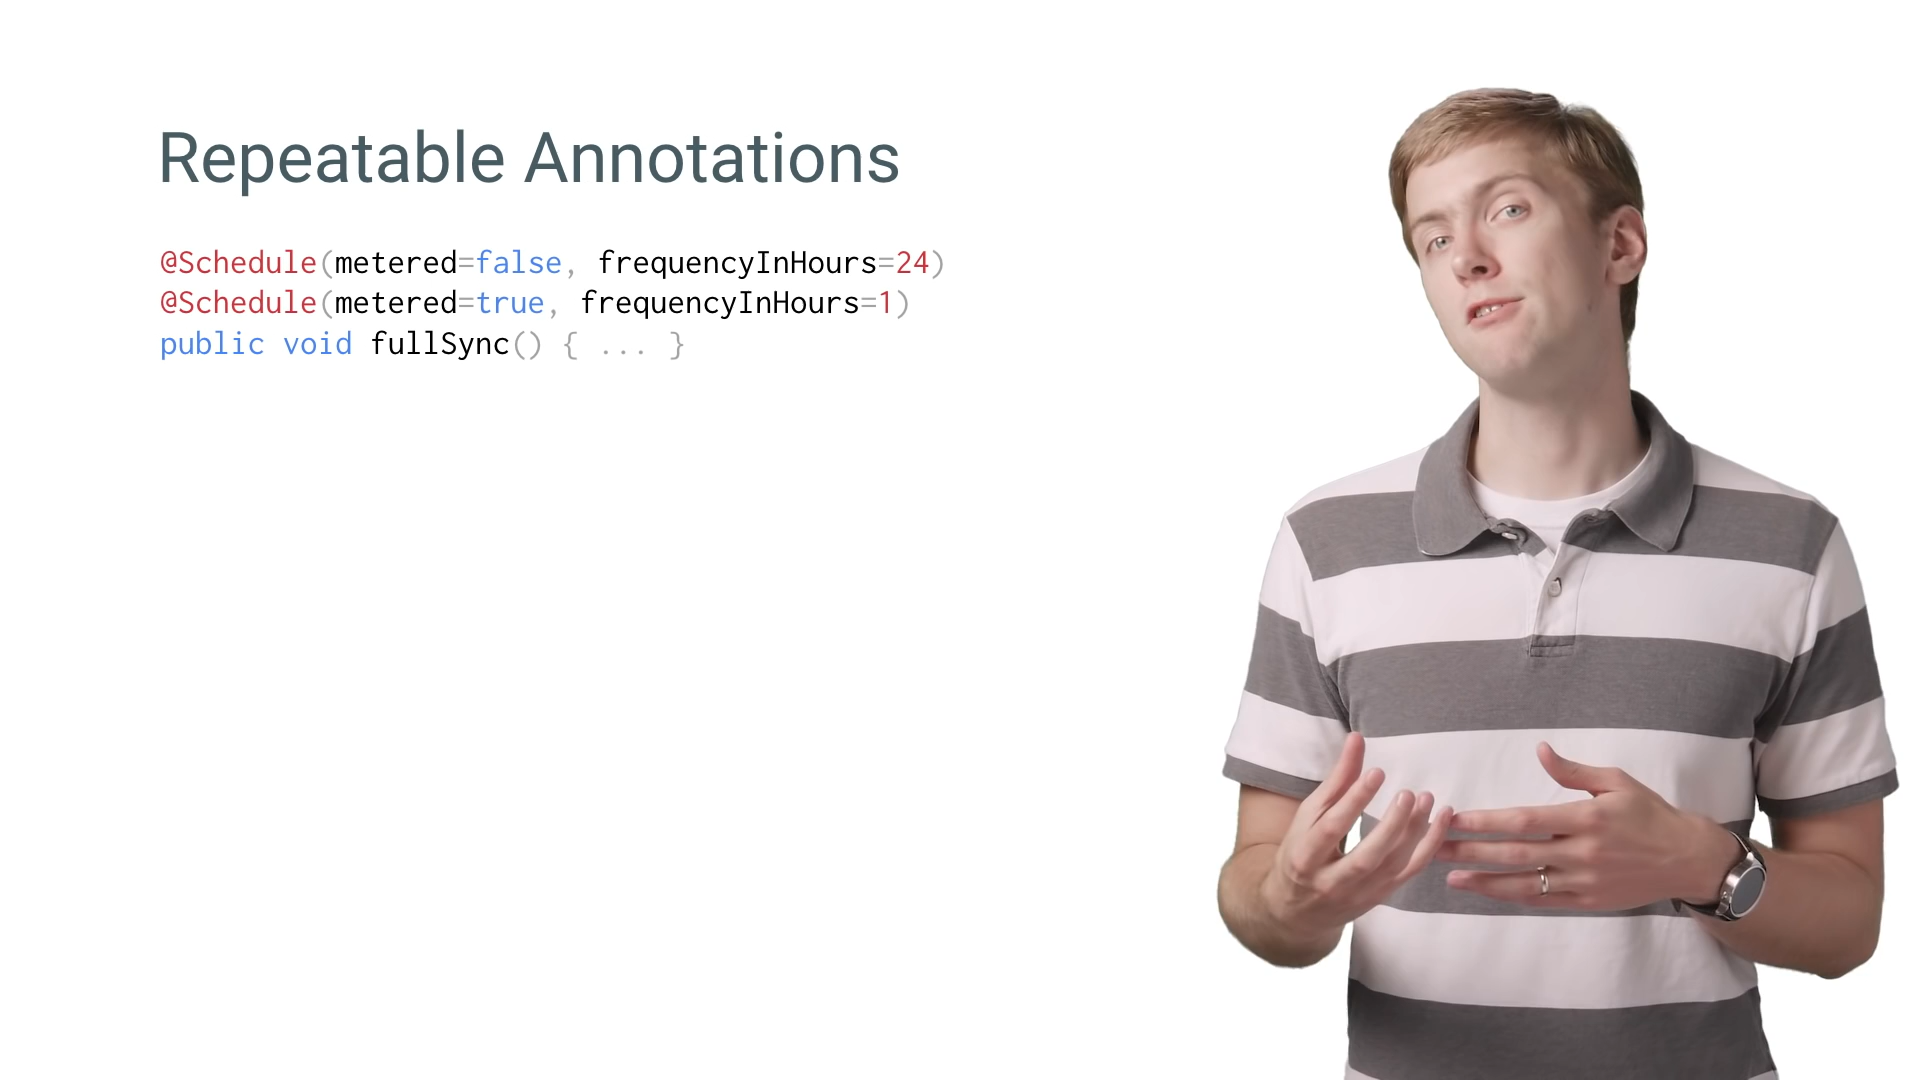 Repeatable Annotations
@Schedule(metered=false, frequencyInHours=24)
@Schedule(metered=true, frequencyInHours=1)
public void fullSync() { ... }